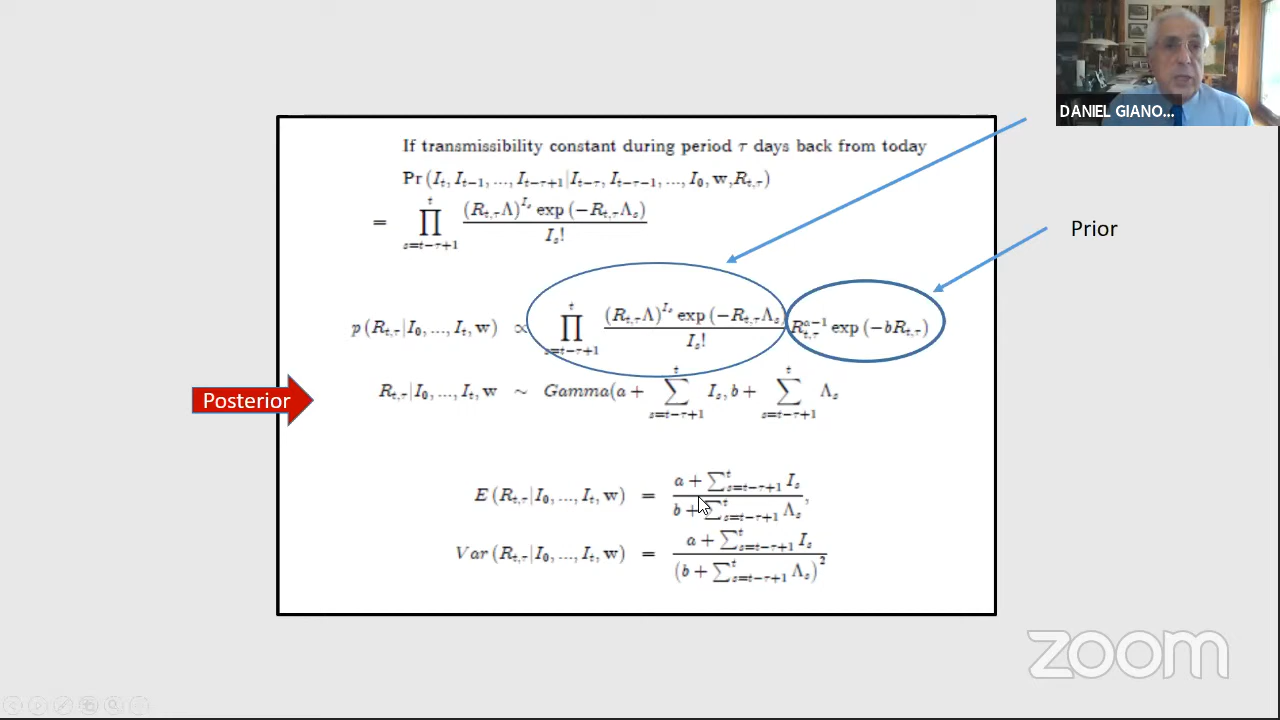 DANIEL GIANO...
If transmissibility constant during period τ days back from today
Pr (I_t, I_{t−1}, ..., I_{t−τ+1}|I_{t−τ}, I_{t−τ−1}, ..., I_0, w, R_{t,τ})
= ∏_{s=t−τ+1}^{t} (R_{t,τ}Λ)^{I_s} exp (−R_{t,τ}Λ_s) / I_s!
Prior
p (R_{t,τ}|I_0, ..., I_t, w) ∝ ∏_{s=t−τ+1}^{t} (R_{t,τ}Λ)^{I_s} exp (−R_{t,τ}Λ_s) / I_s! R_{t,τ}^{a−1} exp (−bR_{t,τ})
Posterior
R_{t,τ}|I_0, ..., I_t, w ~ Gamma(a + ∑_{s=t−τ+1}^{t} I_s, b + ∑_{s=t−τ+1}^{t} Λ_s
E (R_{t,τ}|I_0, ..., I_t, w) = (a + ∑_{s=t−τ+1}^{t} I_s) / (b + ∑_{s=t−τ+1}^{t} Λ_s),
Var (R_{t,τ}|I_0, ..., I_t, w) = (a + ∑_{s=t−τ+1}^{t} I_s) / (b + ∑_{s=t−τ+1}^{t} Λ_s)^2
zoom